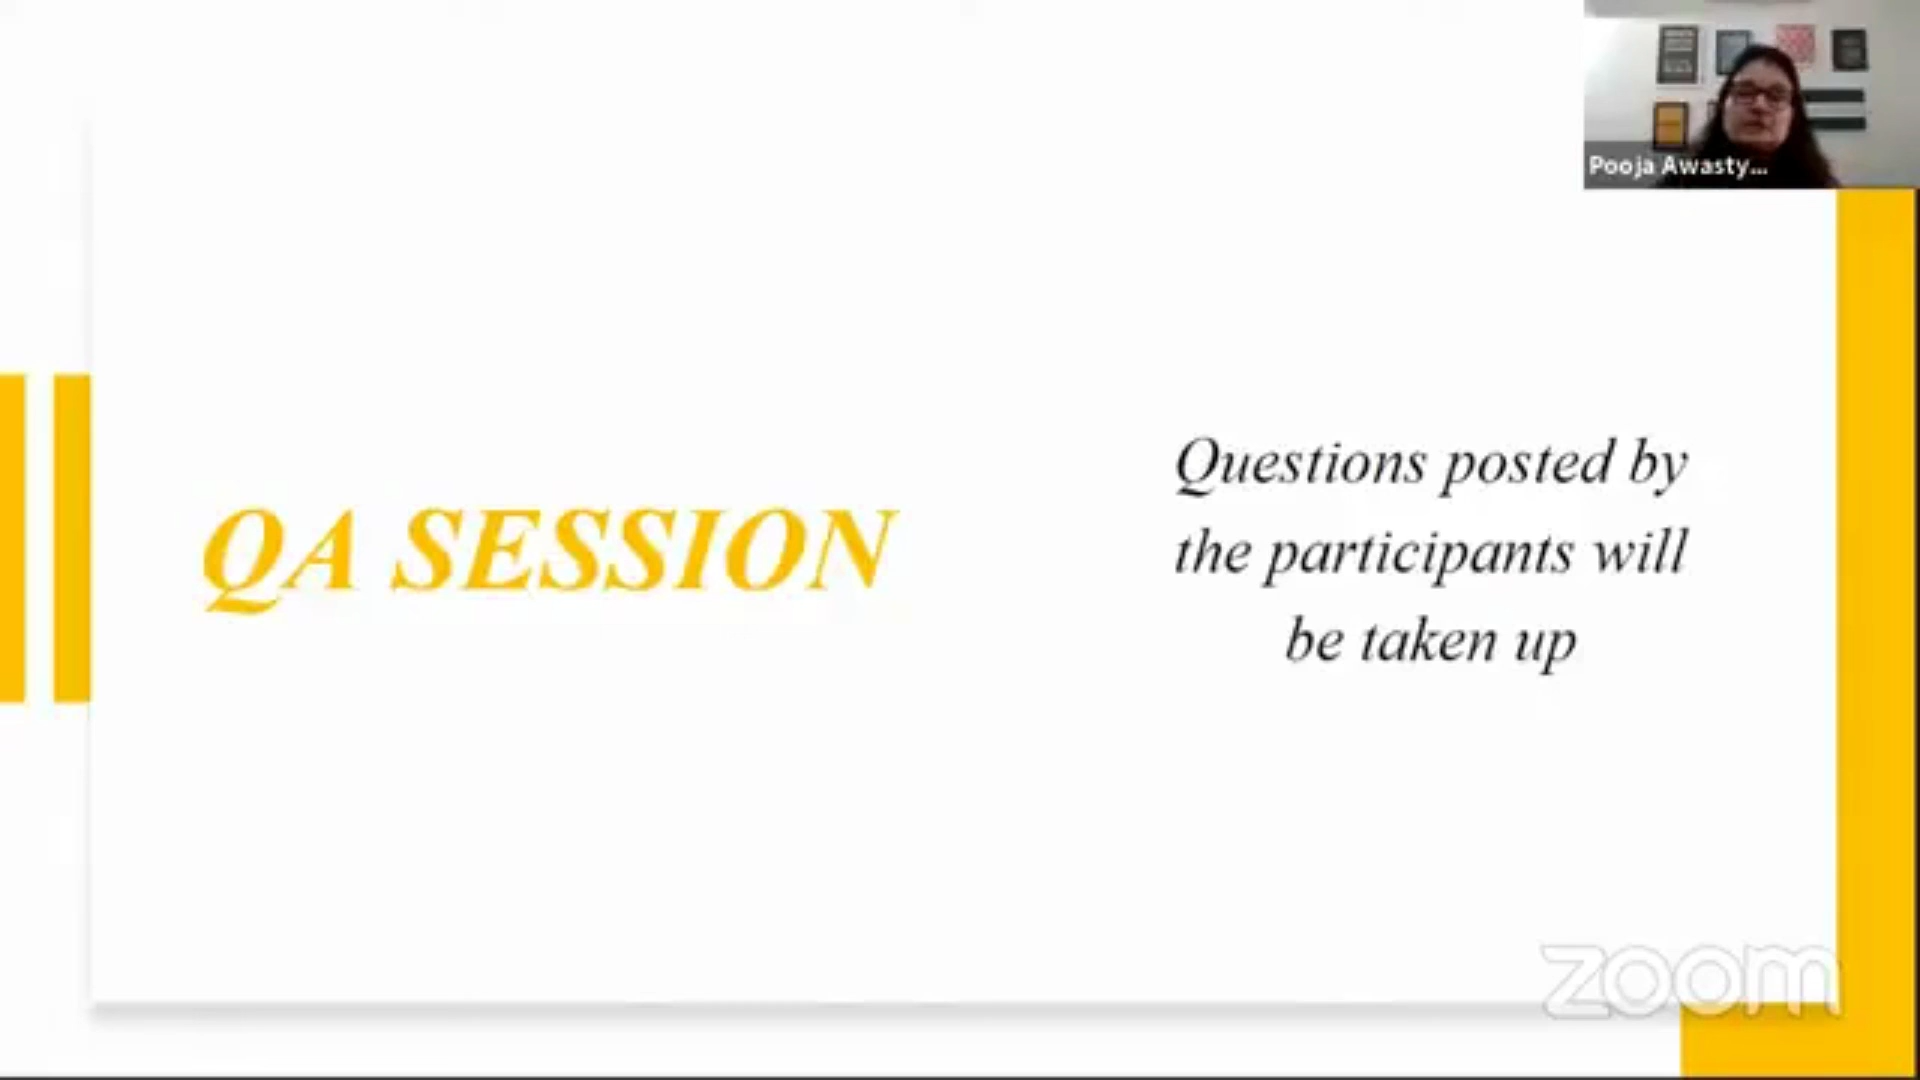 Pooja Awasty...
QA SESSION
Questions posted by
the participants will
be taken up
zoom